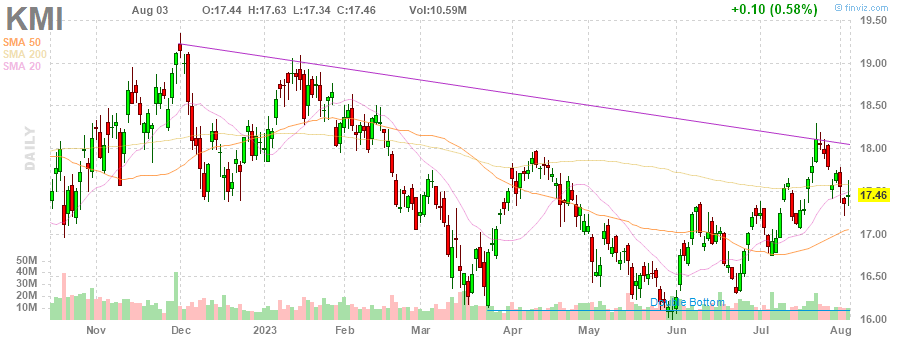 KMI Aug 03 O:17.44 H:17.63 L:17.34 C:17.46 Vol:10.59M +0.10 (0.58%) @ finviz.com
SMA 50
SMA 200
SMA 20
DAILY
19.50
19.00
18.50
18.00
17.46
17.00
16.50
16.00
50M
40M
30M
20M
10M
Double Bottom
Nov Dec 2023 Feb Mar Apr May Jun Jul Aug